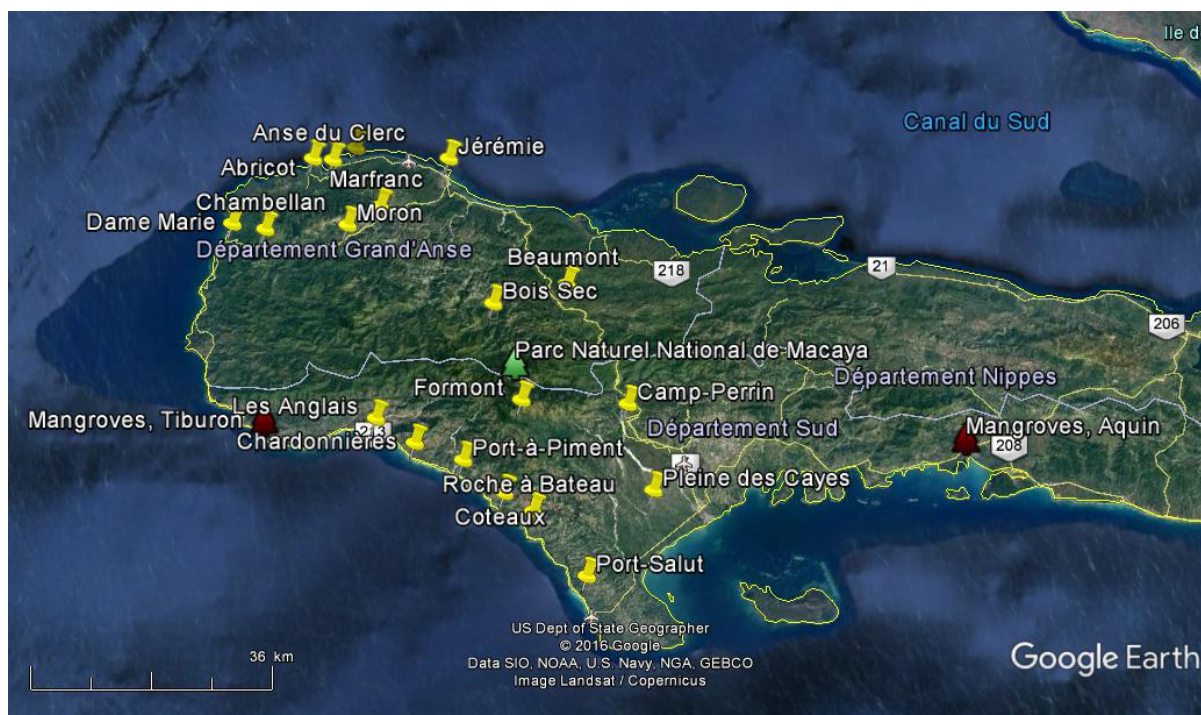 Ile d
Canal du Sud
Anse du Clerc
Jérémie
Abricot
Marfranc
Chambellan
Dame Marie
Moron
Département Grand'Anse
Beaumont
218
21
Bois Sec
206
Parc Naturel National de Macaya
Département Nippes
Formont
Camp-Perrin
Les Anglais
Mangroves, Tiburon
Chardonnières
Département Sud
Mangroves, Aquin
208
Port-à-Piment
Roche à Bateau
Pleine des Cayes
Coteaux
Port-Salut
US Dept of State Geographer
© 2016 Google
Data SIO, NOAA, U.S. Navy, NGA, GEBCO
Image Landsat / Copernicus
36 km
Google Earth